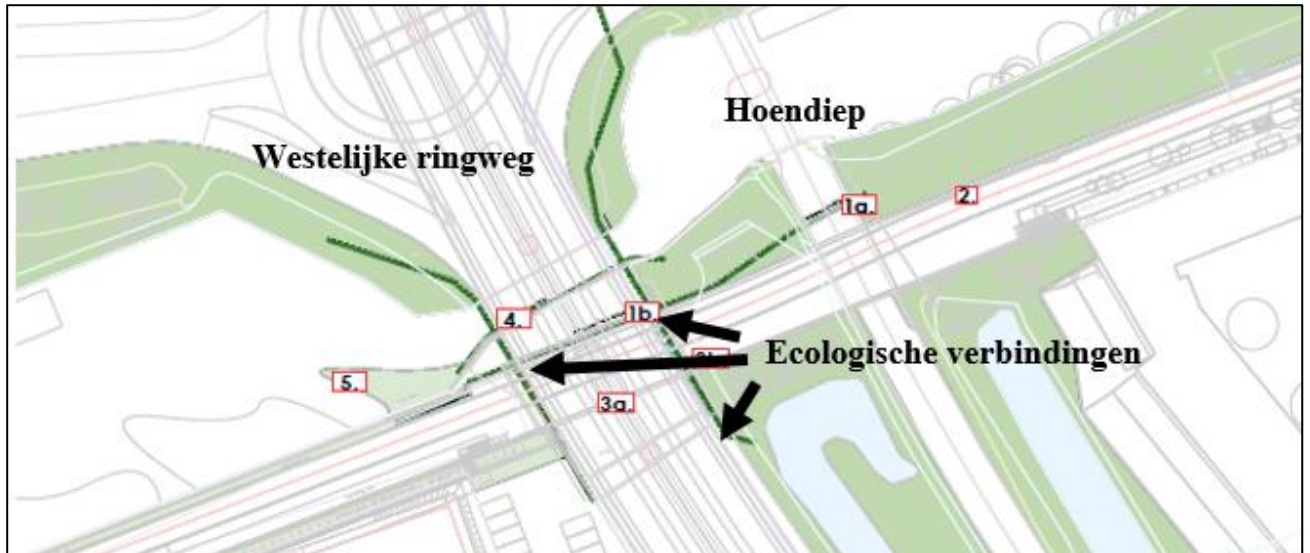 Hoendiep
Westelijke ringweg
1a.
2.
4.
1b.
Ecologische verbindingen
5.
3a.